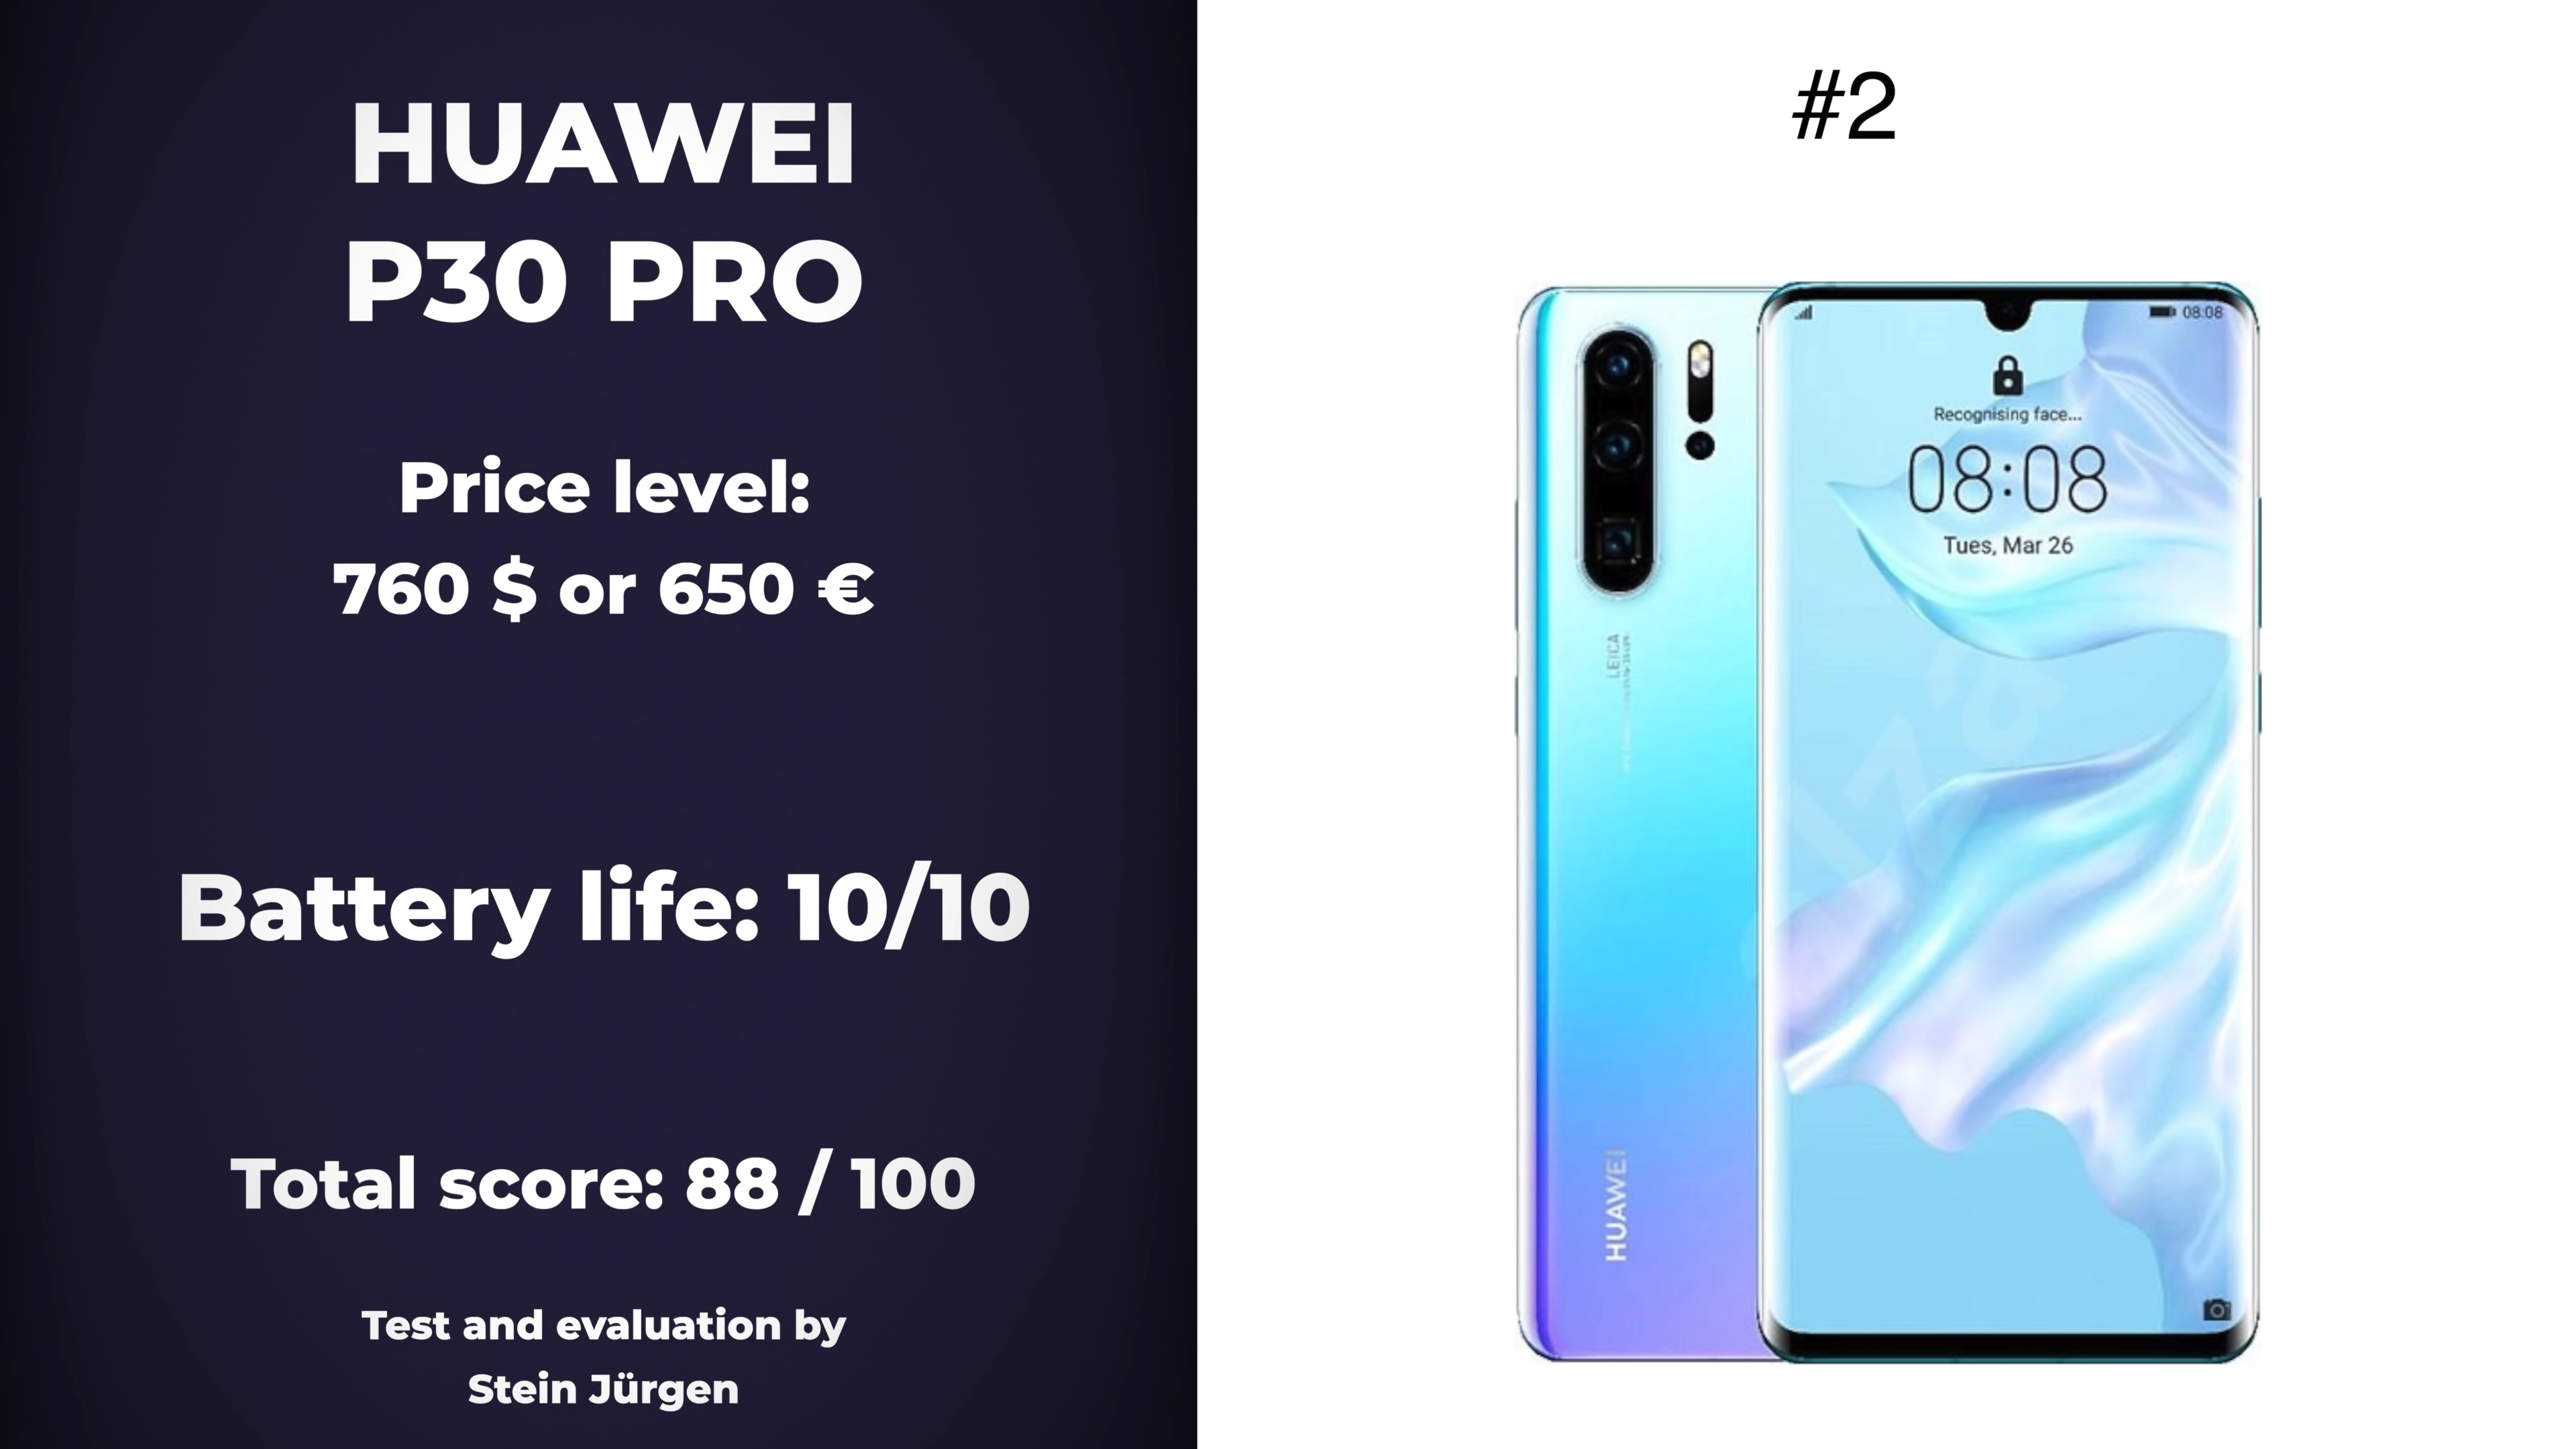 HUAWEI
P30 PRO
Price level:
760 $ or 650 €
Battery life: 10/10
Total score: 88 / 100
Test and evaluation by
Stein Jürgen
#2
08:08
Recognising face...
08:08
Tues, Mar 26
LEICA
HUAWEI
alza